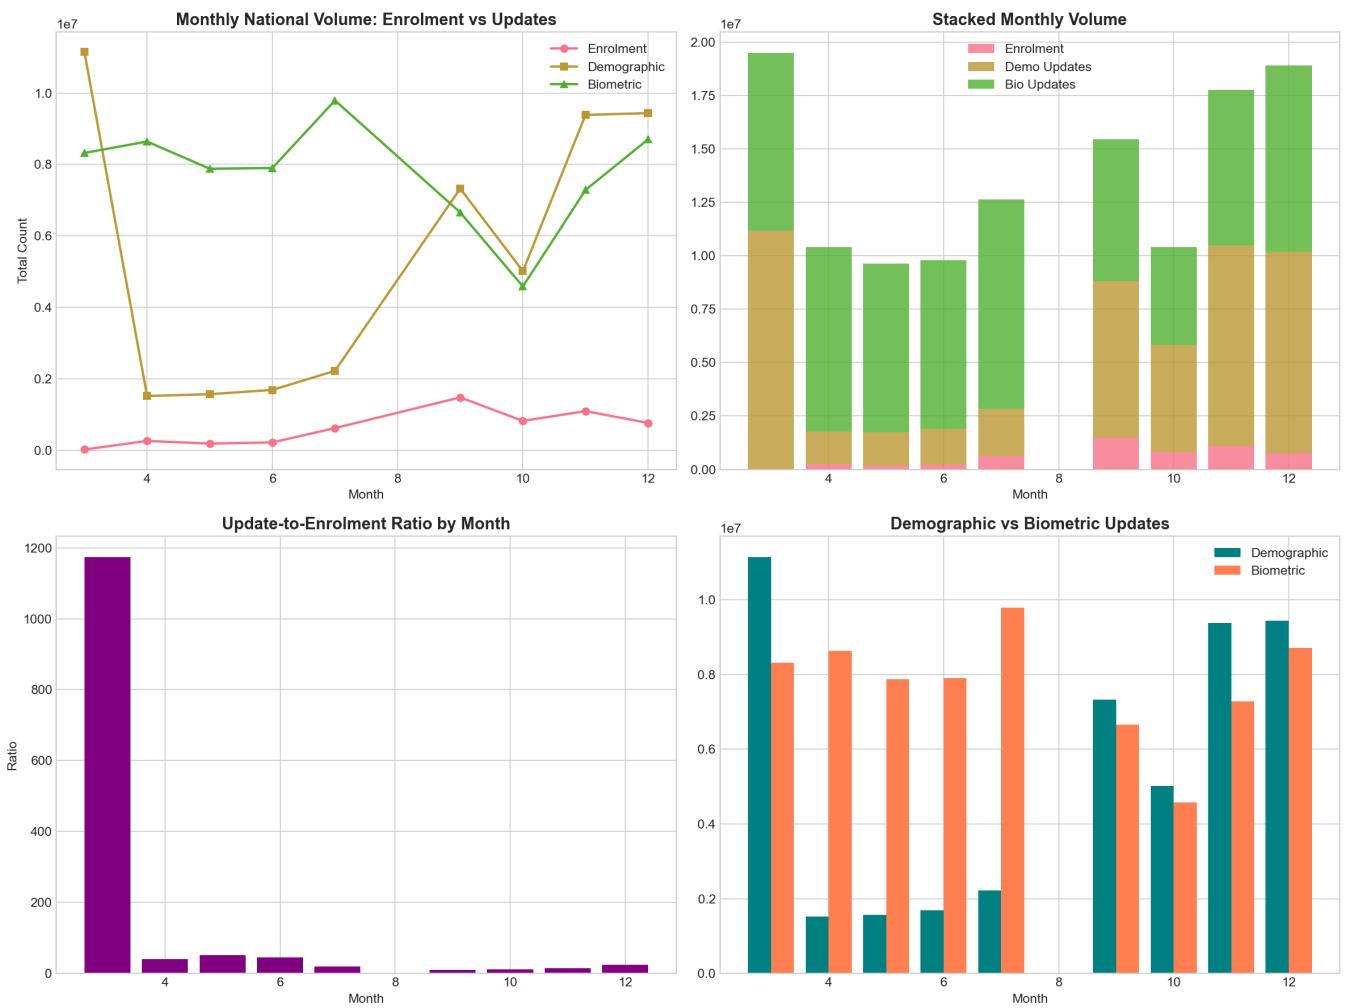 Monthly National Volume: Enrolment vs Updates
1e7
Enrolment
Demographic
Biometric
1.0
0.8
0.6
0.4
0.2
0.0
Total Count
4
6
8
10
12
Month
Stacked Monthly Volume
1e7
Enrolment
Demo Updates
Bio Updates
2.00
1.75
1.50
1.25
1.00
0.75
0.50
0.25
0.00
4
6
8
10
12
Month
Update-to-Enrolment Ratio by Month
1200
1000
800
600
400
200
0
Ratio
4
6
8
10
12
Month
Demographic vs Biometric Updates
1e7
Demographic
Biometric
1.0
0.8
0.6
0.4
0.2
0.0
4
6
8
10
12
Month